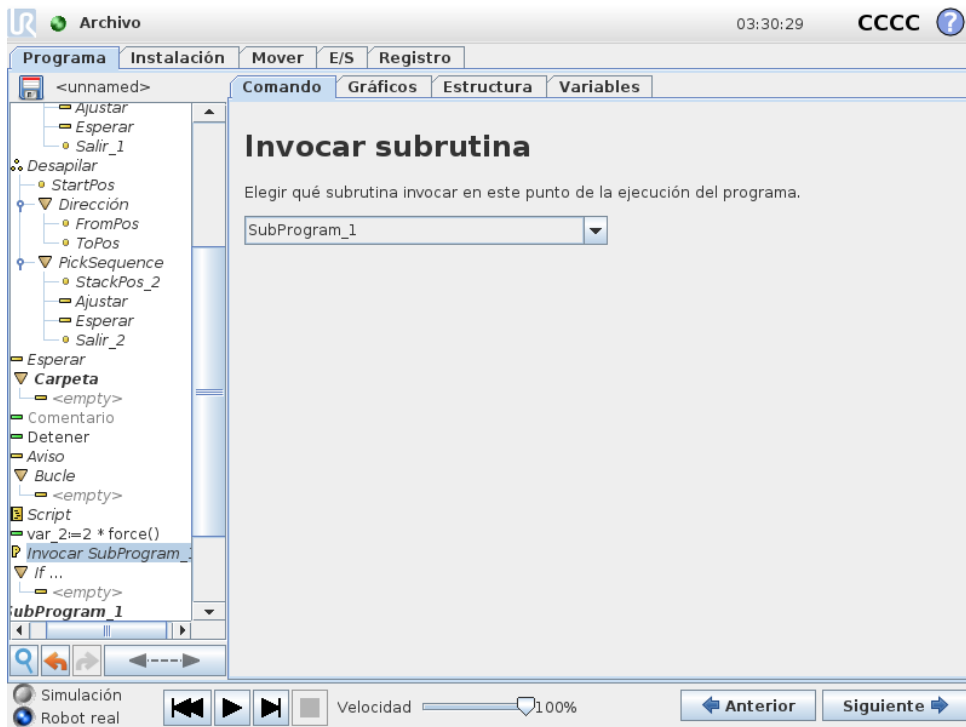 UR Archivo 03:30:29 CCCC ?
Programa Instalación Mover E/S Registro
<unnamed>
Comando Gráficos Estructura Variables
Ajustar
Esperar
Salir_1
Desapilar
StartPos
Dirección
FromPos
ToPos
PickSequence
StackPos_2
Ajustar
Esperar
Salir_2
Esperar
Carpeta
<empty>
Comentario
Detener
Aviso
Bucle
<empty>
Script
var_2:=2 * force()
Invocar SubProgram_1
If ...
<empty>
SubProgram_1
Invocar subrutina
Elegir qué subrutina invocar en este punto de la ejecución del programa.
SubProgram_1
Simulación
Robot real
Velocidad 100%
Anterior Siguiente